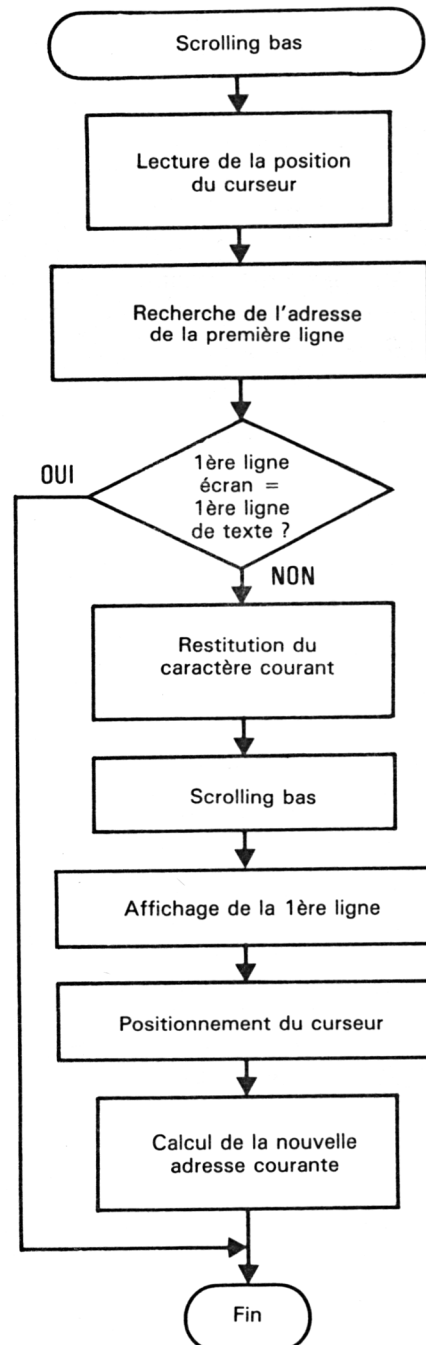 Scrolling bas
Lecture de la position
du curseur
Recherche de l'adresse
de la première ligne
1ère ligne
écran =
1ère ligne
de texte ?
OUI
NON
Restitution du
caractère courant
Scrolling bas
Affichage de la 1ère ligne
Positionnement du curseur
Calcul de la nouvelle
adresse courante
Fin